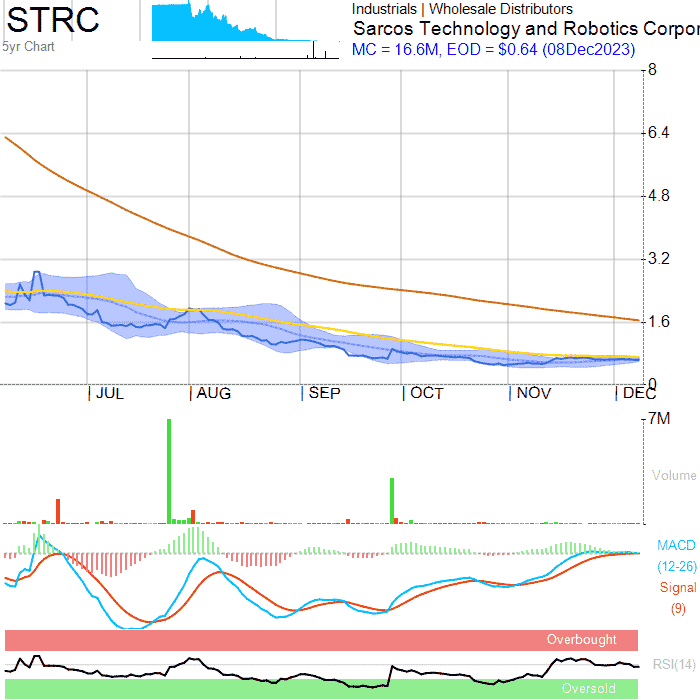 STRC
5yr Chart
Industrials | Wholesale Distributors
Sarcos Technology and Robotics Corpor
MC = 16.6M, EOD = $0.64 (08Dec2023)
8
6.4
4.8
3.2
1.6
0
JUL AUG SEP OCT NOV DEC
7M
Volume
MACD
(12-26)
Signal
(9)
Overbought
RSI(14)
Oversold